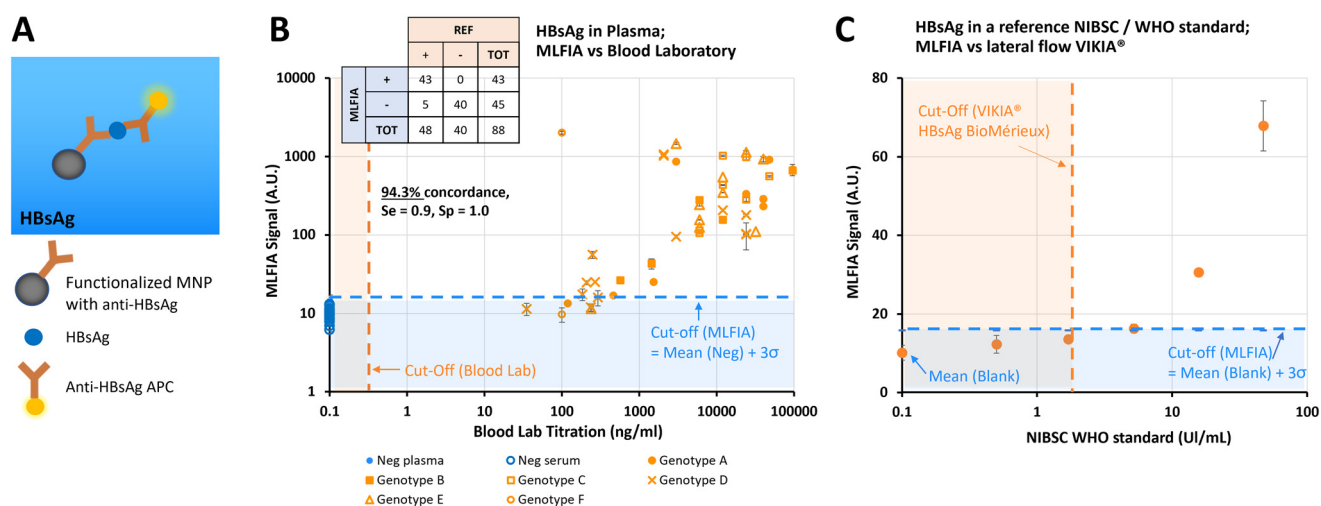 A
HBsAg
Functionalized MNP
with anti-HBsAg
HBsAg
Anti-HBsAg APC
B
HBsAg in Plasma;
MLFIA vs Blood Laboratory
REF
+ - TOT
MLFIA
+ 43 0 43
- 5 40 45
TOT 48 40 88
94.3% concordance,
Se = 0.9, Sp = 1.0
MLFIA Signal (A.U.)
10000
1000
100
10
1
Cut-off (MLFIA)
= Mean (Neg) + 3σ
Cut-Off (Blood Lab)
0.1 1 10 100 1000 10000 100000
Blood Lab Titration (ng/ml)
Neg plasma Neg serum Genotype A
Genotype B Genotype C Genotype D
Genotype E Genotype F
C
HBsAg in a reference NIBSC / WHO standard;
MLFIA vs lateral flow VIKIA®
MLFIA Signal (A.U.)
80
60
40
20
0
Cut-Off (VIKIA®
HBsAg BioMérieux)
Mean (Blank)
Cut-off (MLFIA)
= Mean (Blank) + 3σ
0.1 1 10 100
NIBSC WHO standard (UI/mL)